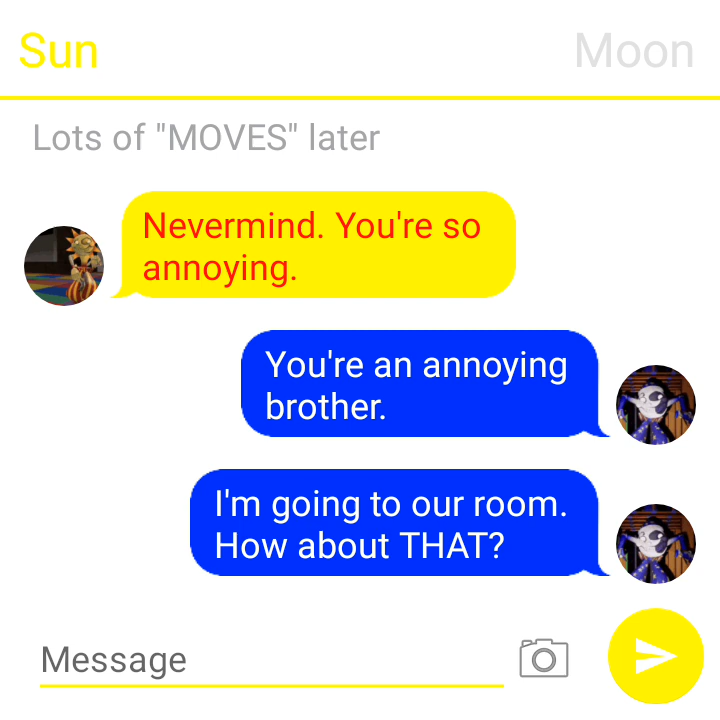 Sun Moon
Lots of "MOVES" later
Nevermind. You're so
annoying.
You're an annoying
brother.
I'm going to our room.
How about THAT?
Message